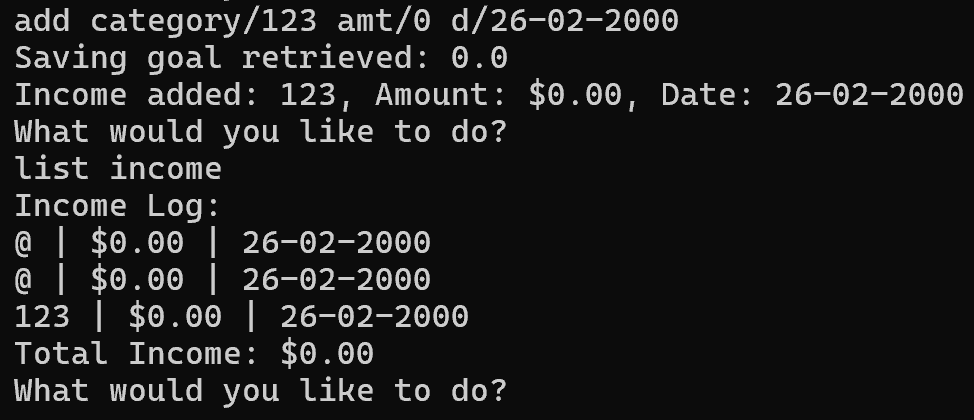 add category/123 amt/0 d/26-02-2000
Saving goal retrieved: 0.0
Income added: 123, Amount: $0.00, Date: 26-02-2000
What would you like to do?
list income
Income Log:
@ | $0.00 | 26-02-2000
@ | $0.00 | 26-02-2000
123 | $0.00 | 26-02-2000
Total Income: $0.00
What would you like to do?